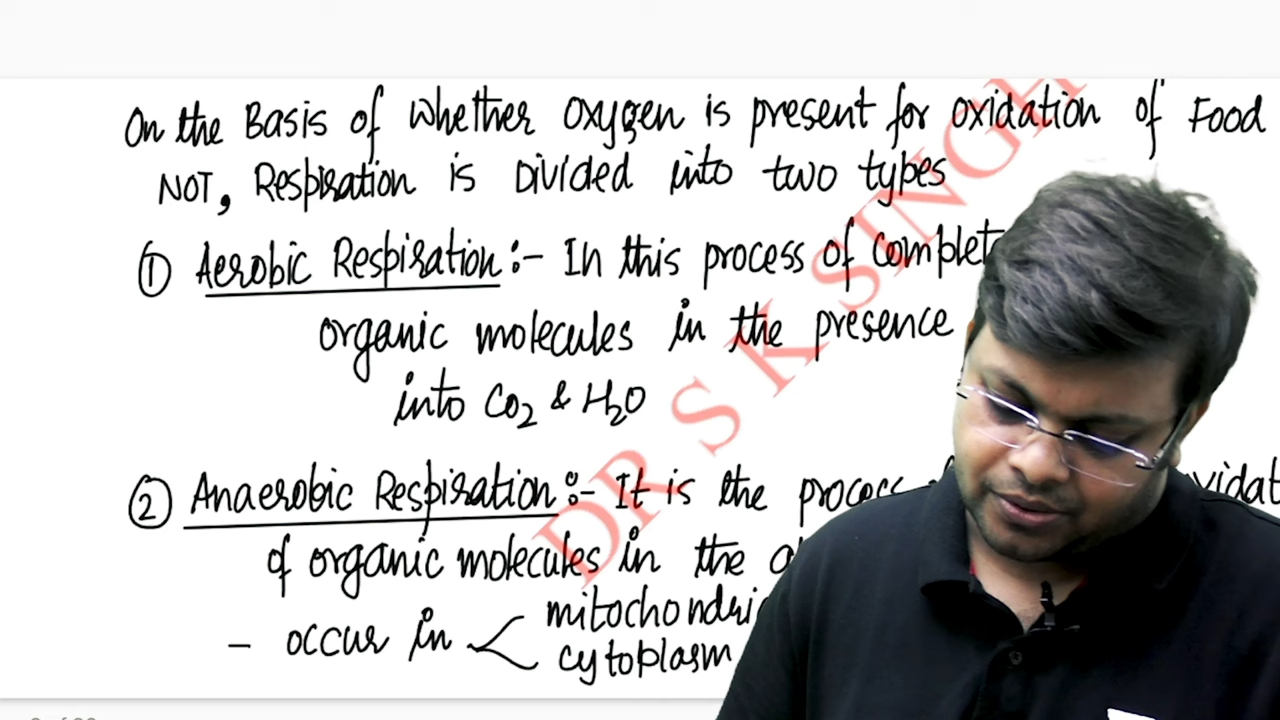 On the Basis of whether Oxygen is present for oxidation of Food
NOT, Respiration is Divided into two types
① Aerobic Respiration :- In this process of complet
organic molecules in the presence
into CO2 & H2O
② Anaerobic Respiration :- It is the process
of organic molecules in the
- occur in < mitochondri
cytoplasm
DR S K SINGH